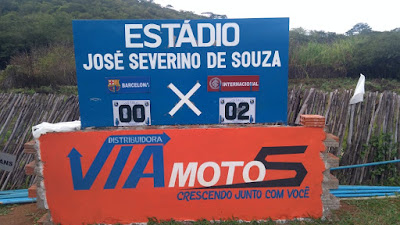 ESTÁDIO
JOSÉ SEVERINO DE SOUZA
BARCELONA INTERNACIONAL
00 X 02
DISTRIBUIDORA
VIA MOTOS
CRESCENDO JUNTO COM VOCÊ